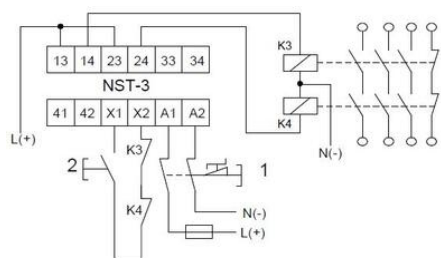 13 14 23 24 33 34
NST-3
41 42 X1 X2 A1 A2
L(+)
K3
K4
N(-)
2
K3
K4
1
N(-)
L(+)